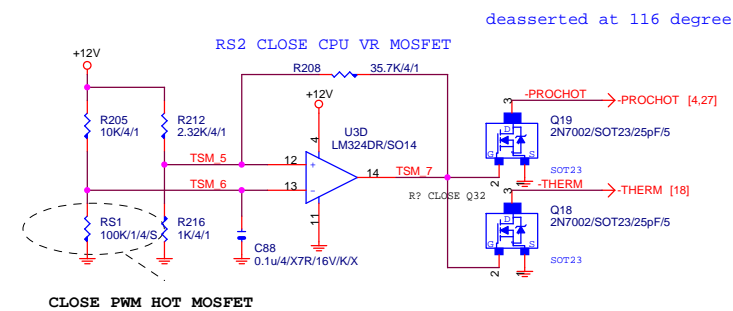 deasserted at 116 degree
RS2 CLOSE CPU VR MOSFET
+12V
R208
35.7K/4/1
+12V
-PROCHOT
-PROCHOT [4,27]
3
R205
10K/4/1
R212
2.32K/4/1
Q19
2N7002/SOT23/25pF/5
D
G
S
U3D
LM324DR/SO14
4
TSM_5
12
+
14
TSM_7
TSM_6
13
-
11
2
SOT23
R? CLOSE Q32
-THERM
-THERM [18]
3
RS1
100K/1/4/S
R216
1K/4/1
Q18
2N7002/SOT23/25pF/5
D
G
S
C88
0.1u/4/X7R/16V/K/X
2
SOT23
CLOSE PWM HOT MOSFET